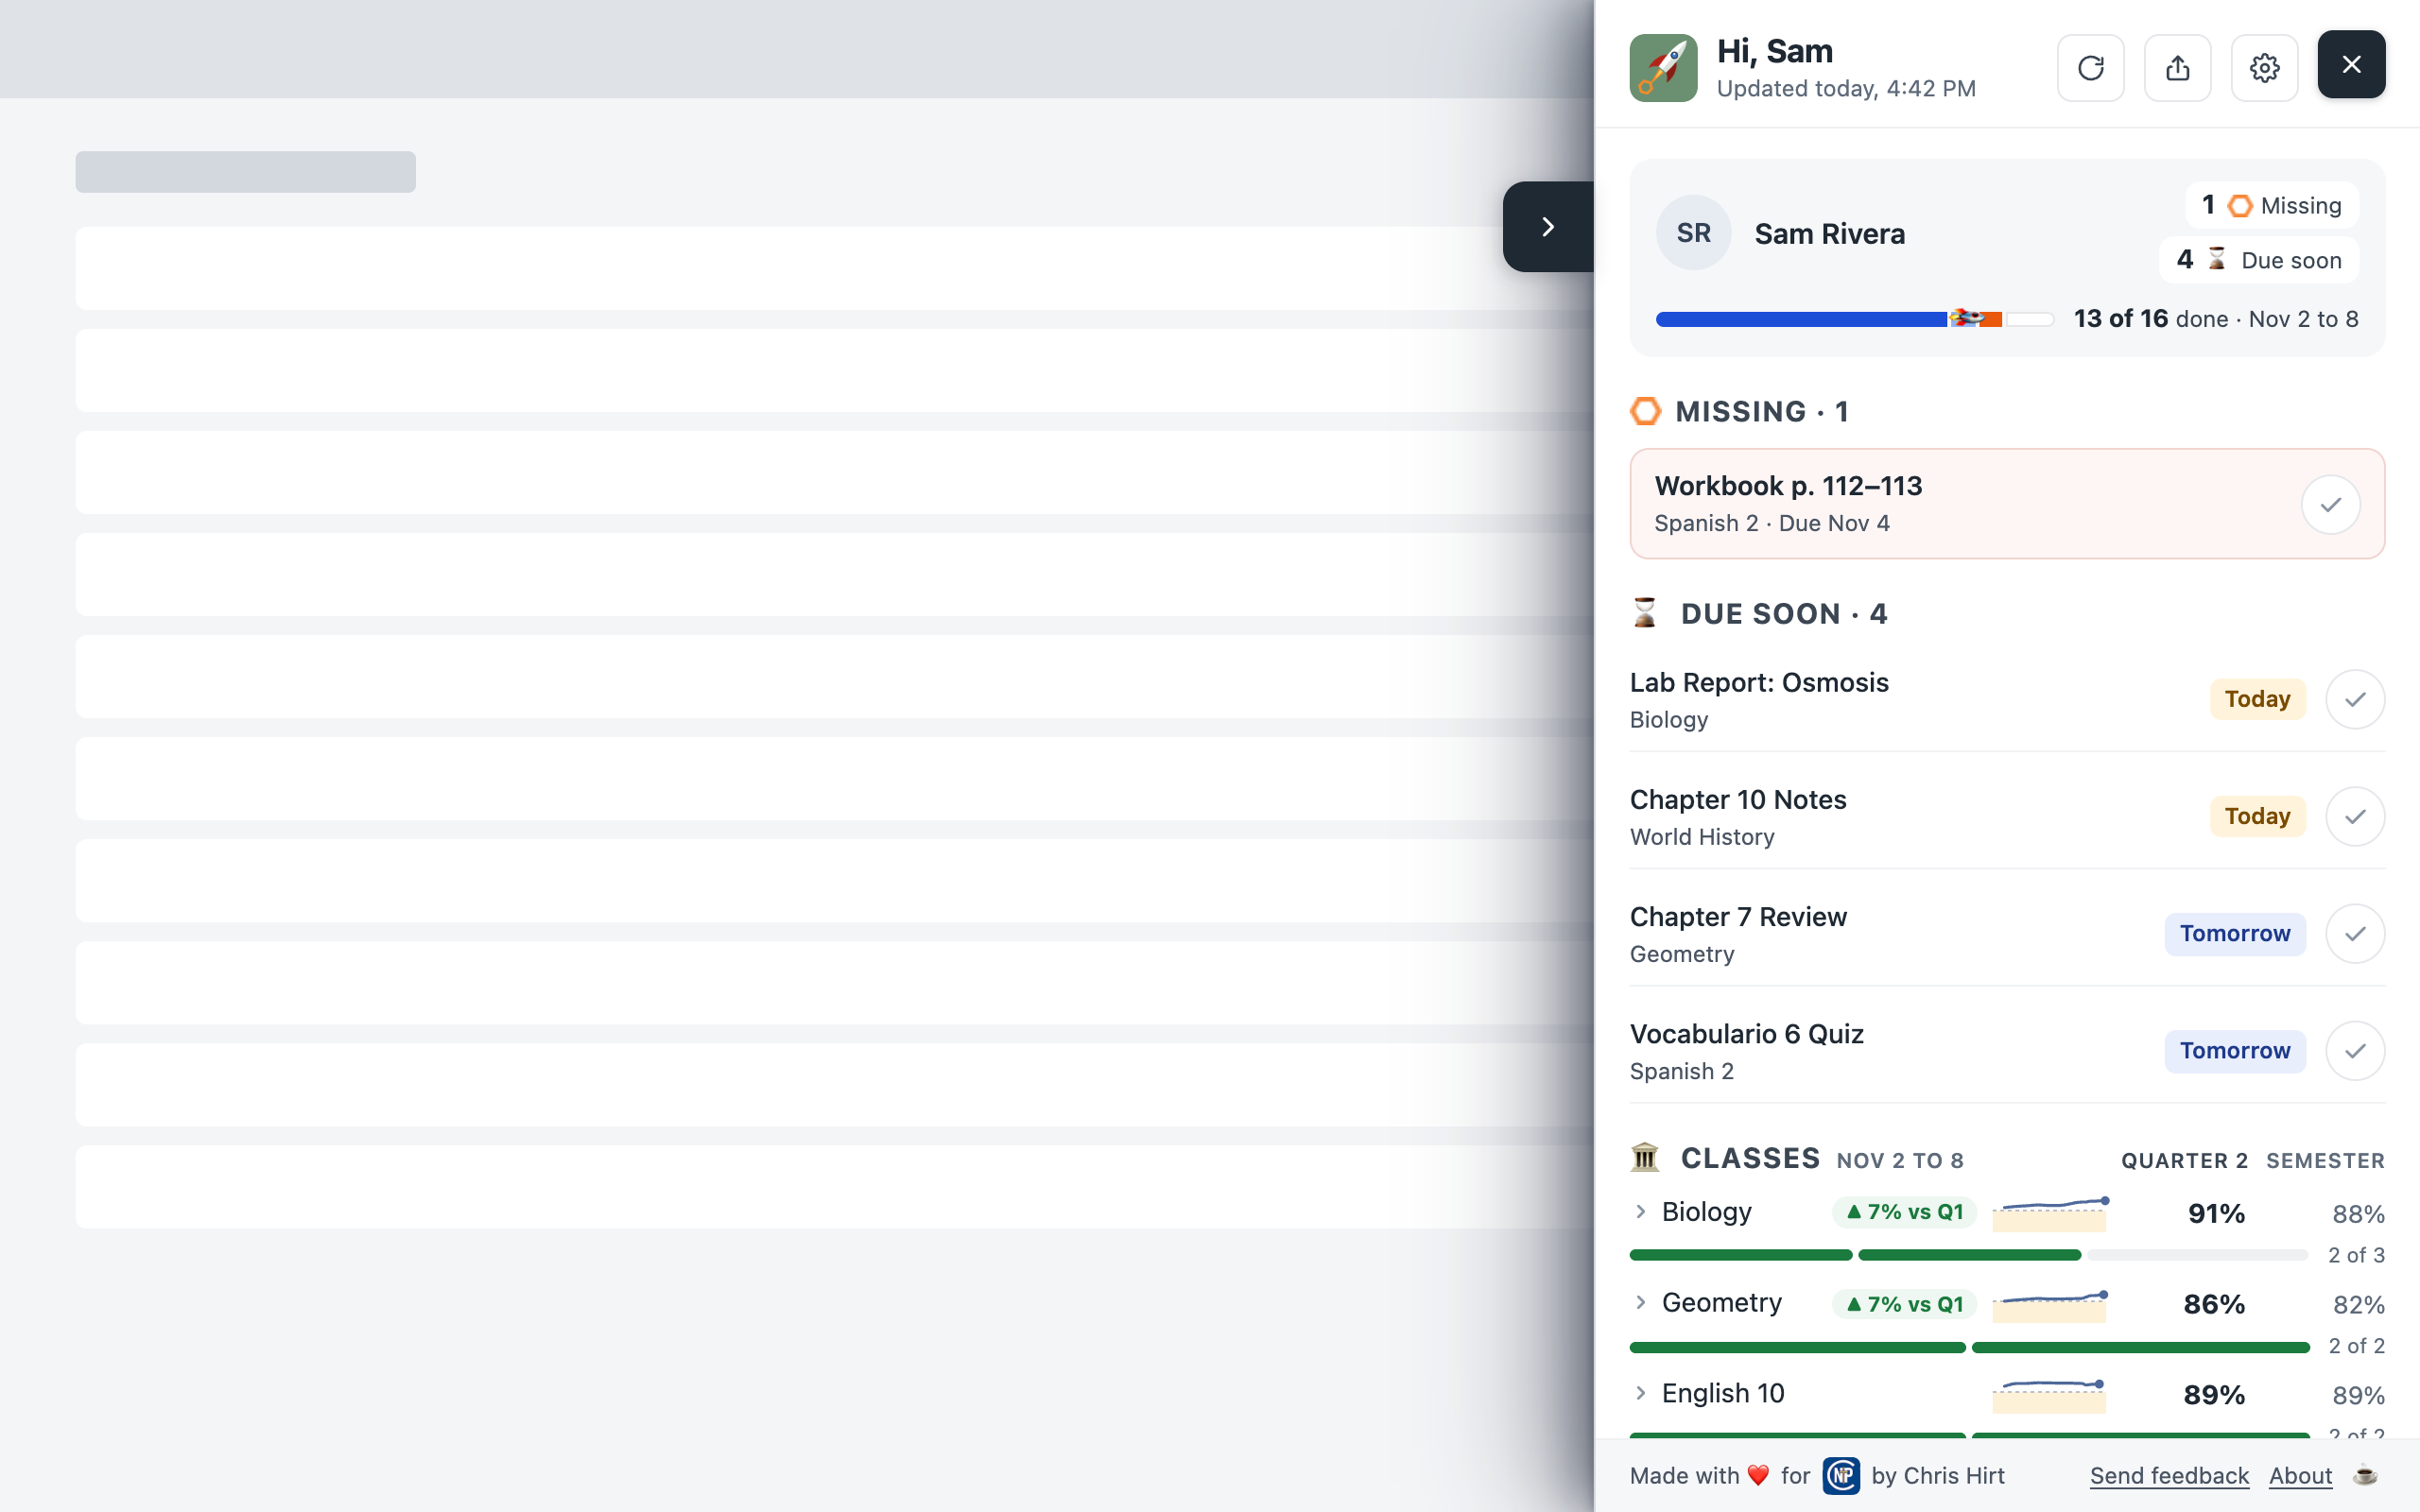 Hi, Sam
Updated today, 4:42 PM
SR
Sam Rivera
1 Missing
4 Due soon
13 of 16 done · Nov 2 to 8
MISSING · 1
Workbook p. 112–113
Spanish 2 · Due Nov 4
DUE SOON · 4
Lab Report: Osmosis
Biology
Today
Chapter 10 Notes
World History
Today
Chapter 7 Review
Geometry
Tomorrow
Vocabulario 6 Quiz
Spanish 2
Tomorrow
CLASSES NOV 2 TO 8 QUARTER 2 SEMESTER
Biology ▲ 7% vs Q1 91% 88%
2 of 3
Geometry ▲ 7% vs Q1 86% 82%
2 of 2
English 10 89% 89%
2 of 2
Made with ❤️ for by Chris Hirt Send feedback About